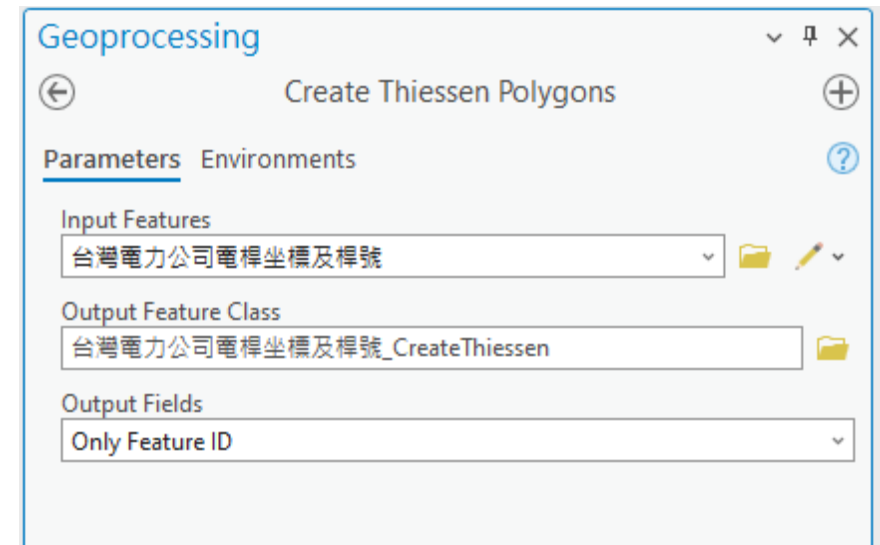 Geoprocessing
Create Thiessen Polygons
Parameters Environments
Input Features
台灣電力公司電桿坐標及桿號
Output Feature Class
台灣電力公司電桿坐標及桿號_CreateThiessen
Output Fields
Only Feature ID